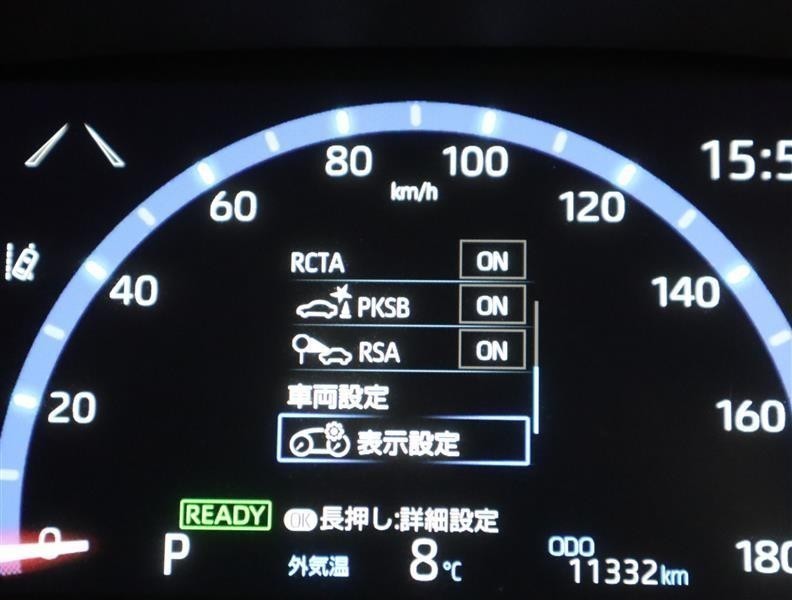 80
100
km/h
15:5
60
120
RCTA ON
40
140
PKSB ON
RSA ON
車両設定
20
160
表示設定
READY
OK 長押し:詳細設定
0
P
外気温 8℃
ODO
11332km
180